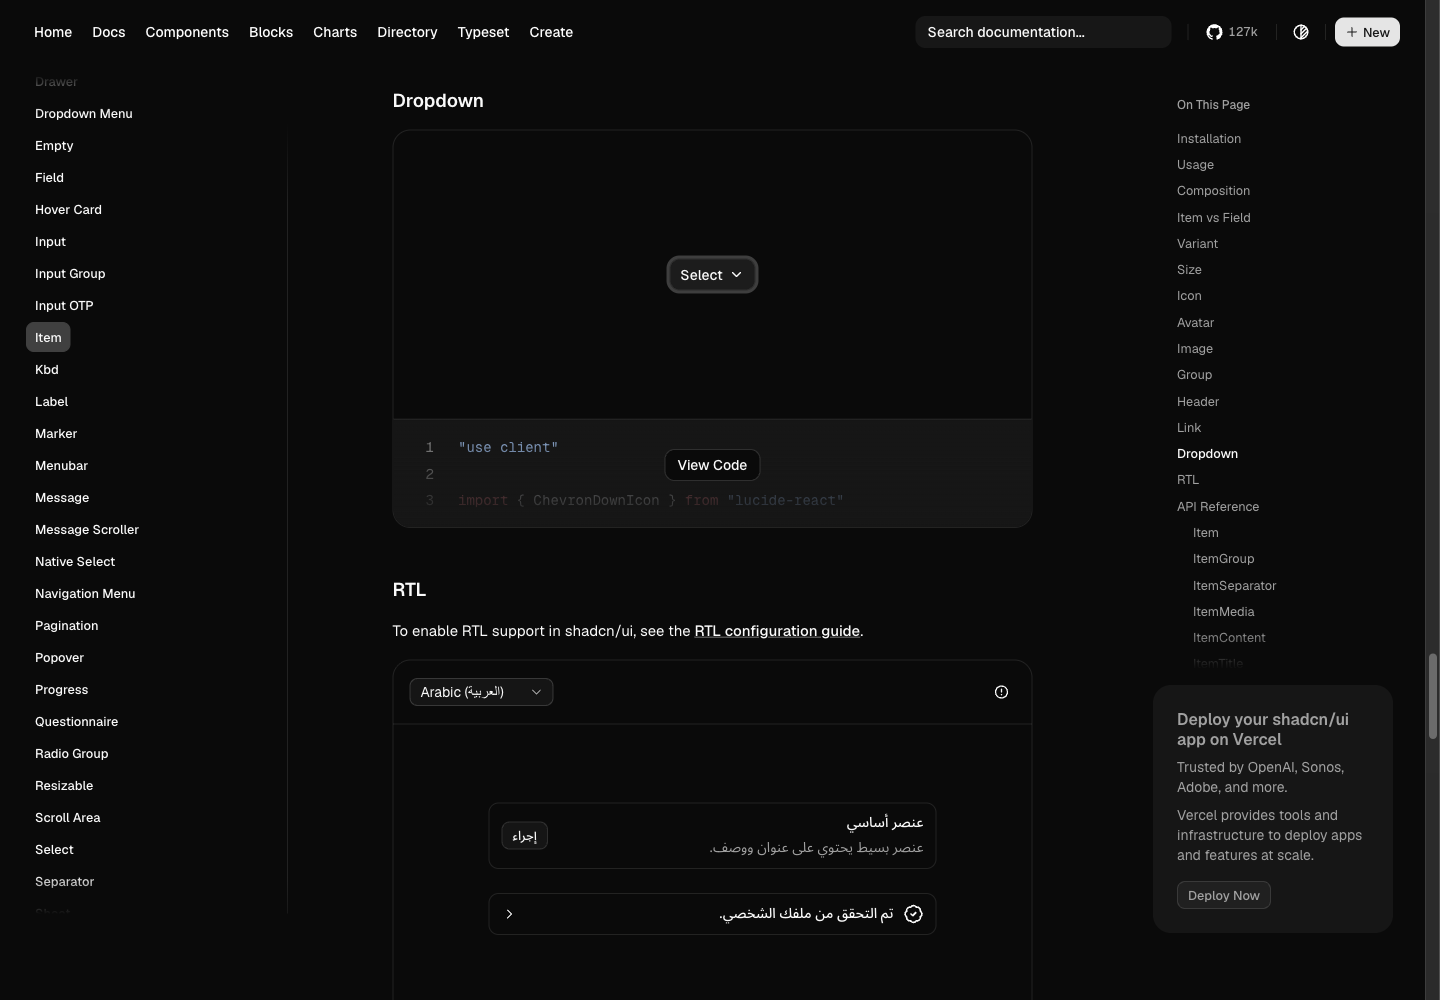 Home
Docs
Components
Blocks
Charts
Directory
Typeset
Create
Search documentation...
127k
New
Drawer
Dropdown Menu
Empty
Field
Hover Card
Input
Input Group
Input OTP
Item
Kbd
Label
Marker
Menubar
Message
Message Scroller
Native Select
Navigation Menu
Pagination
Popover
Progress
Questionnaire
Radio Group
Resizable
Scroll Area
Select
Separator
Sheet
Dropdown
Select
1 "use client"
2
3 import { ChevronDownIcon } from "lucide-react"
View Code
RTL
To enable RTL support in shadcn/ui, see the RTL configuration guide.
Arabic (العربية)
عنصر أساسي
عنصر بسيط يحتوي على عنوان ووصف.
إجراء
تم التحقق من ملفك الشخصي.
On This Page
Installation
Usage
Composition
Item vs Field
Variant
Size
Icon
Avatar
Image
Group
Header
Link
Dropdown
RTL
API Reference
Item
ItemGroup
ItemSeparator
ItemMedia
ItemContent
ItemTitle
Deploy your shadcn/ui
app on Vercel
Trusted by OpenAI, Sonos,
Adobe, and more.
Vercel provides tools and
infrastructure to deploy apps
and features at scale.
Deploy Now